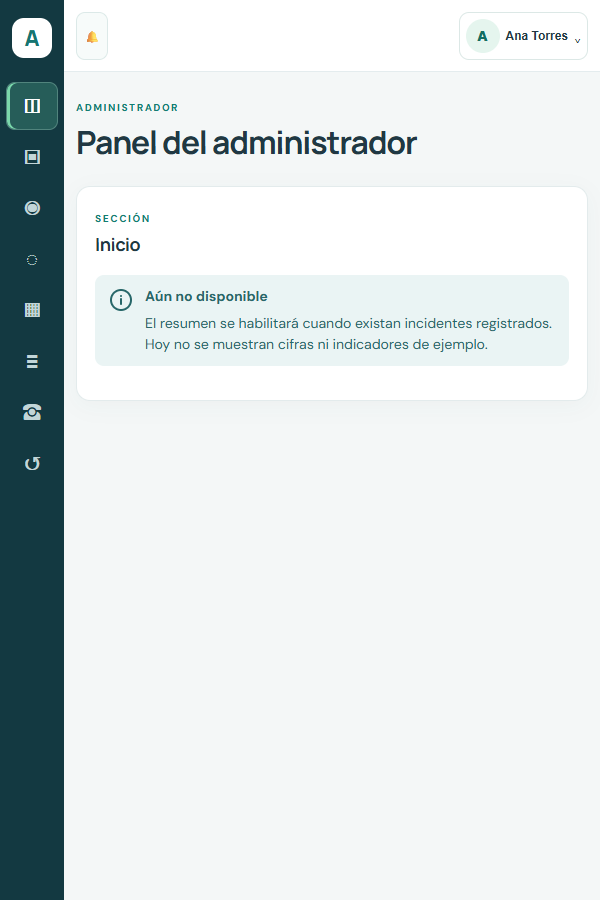 A
A
Ana Torres
ADMINISTRADOR
Panel del administrador
SECCIÓN
Inicio
Aún no disponible
El resumen se habilitará cuando existan incidentes registrados.
Hoy no se muestran cifras ni indicadores de ejemplo.